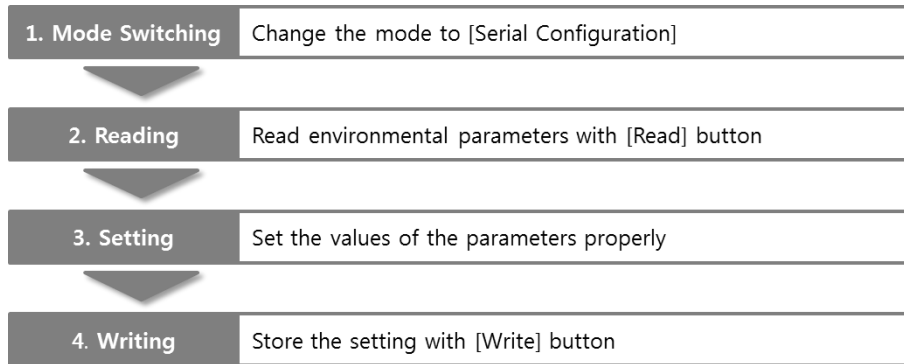 1. Mode Switching Change the mode to [Serial Configuration]
2. Reading Read environmental parameters with [Read] button
3. Setting Set the values of the parameters properly
4. Writing Store the setting with [Write] button